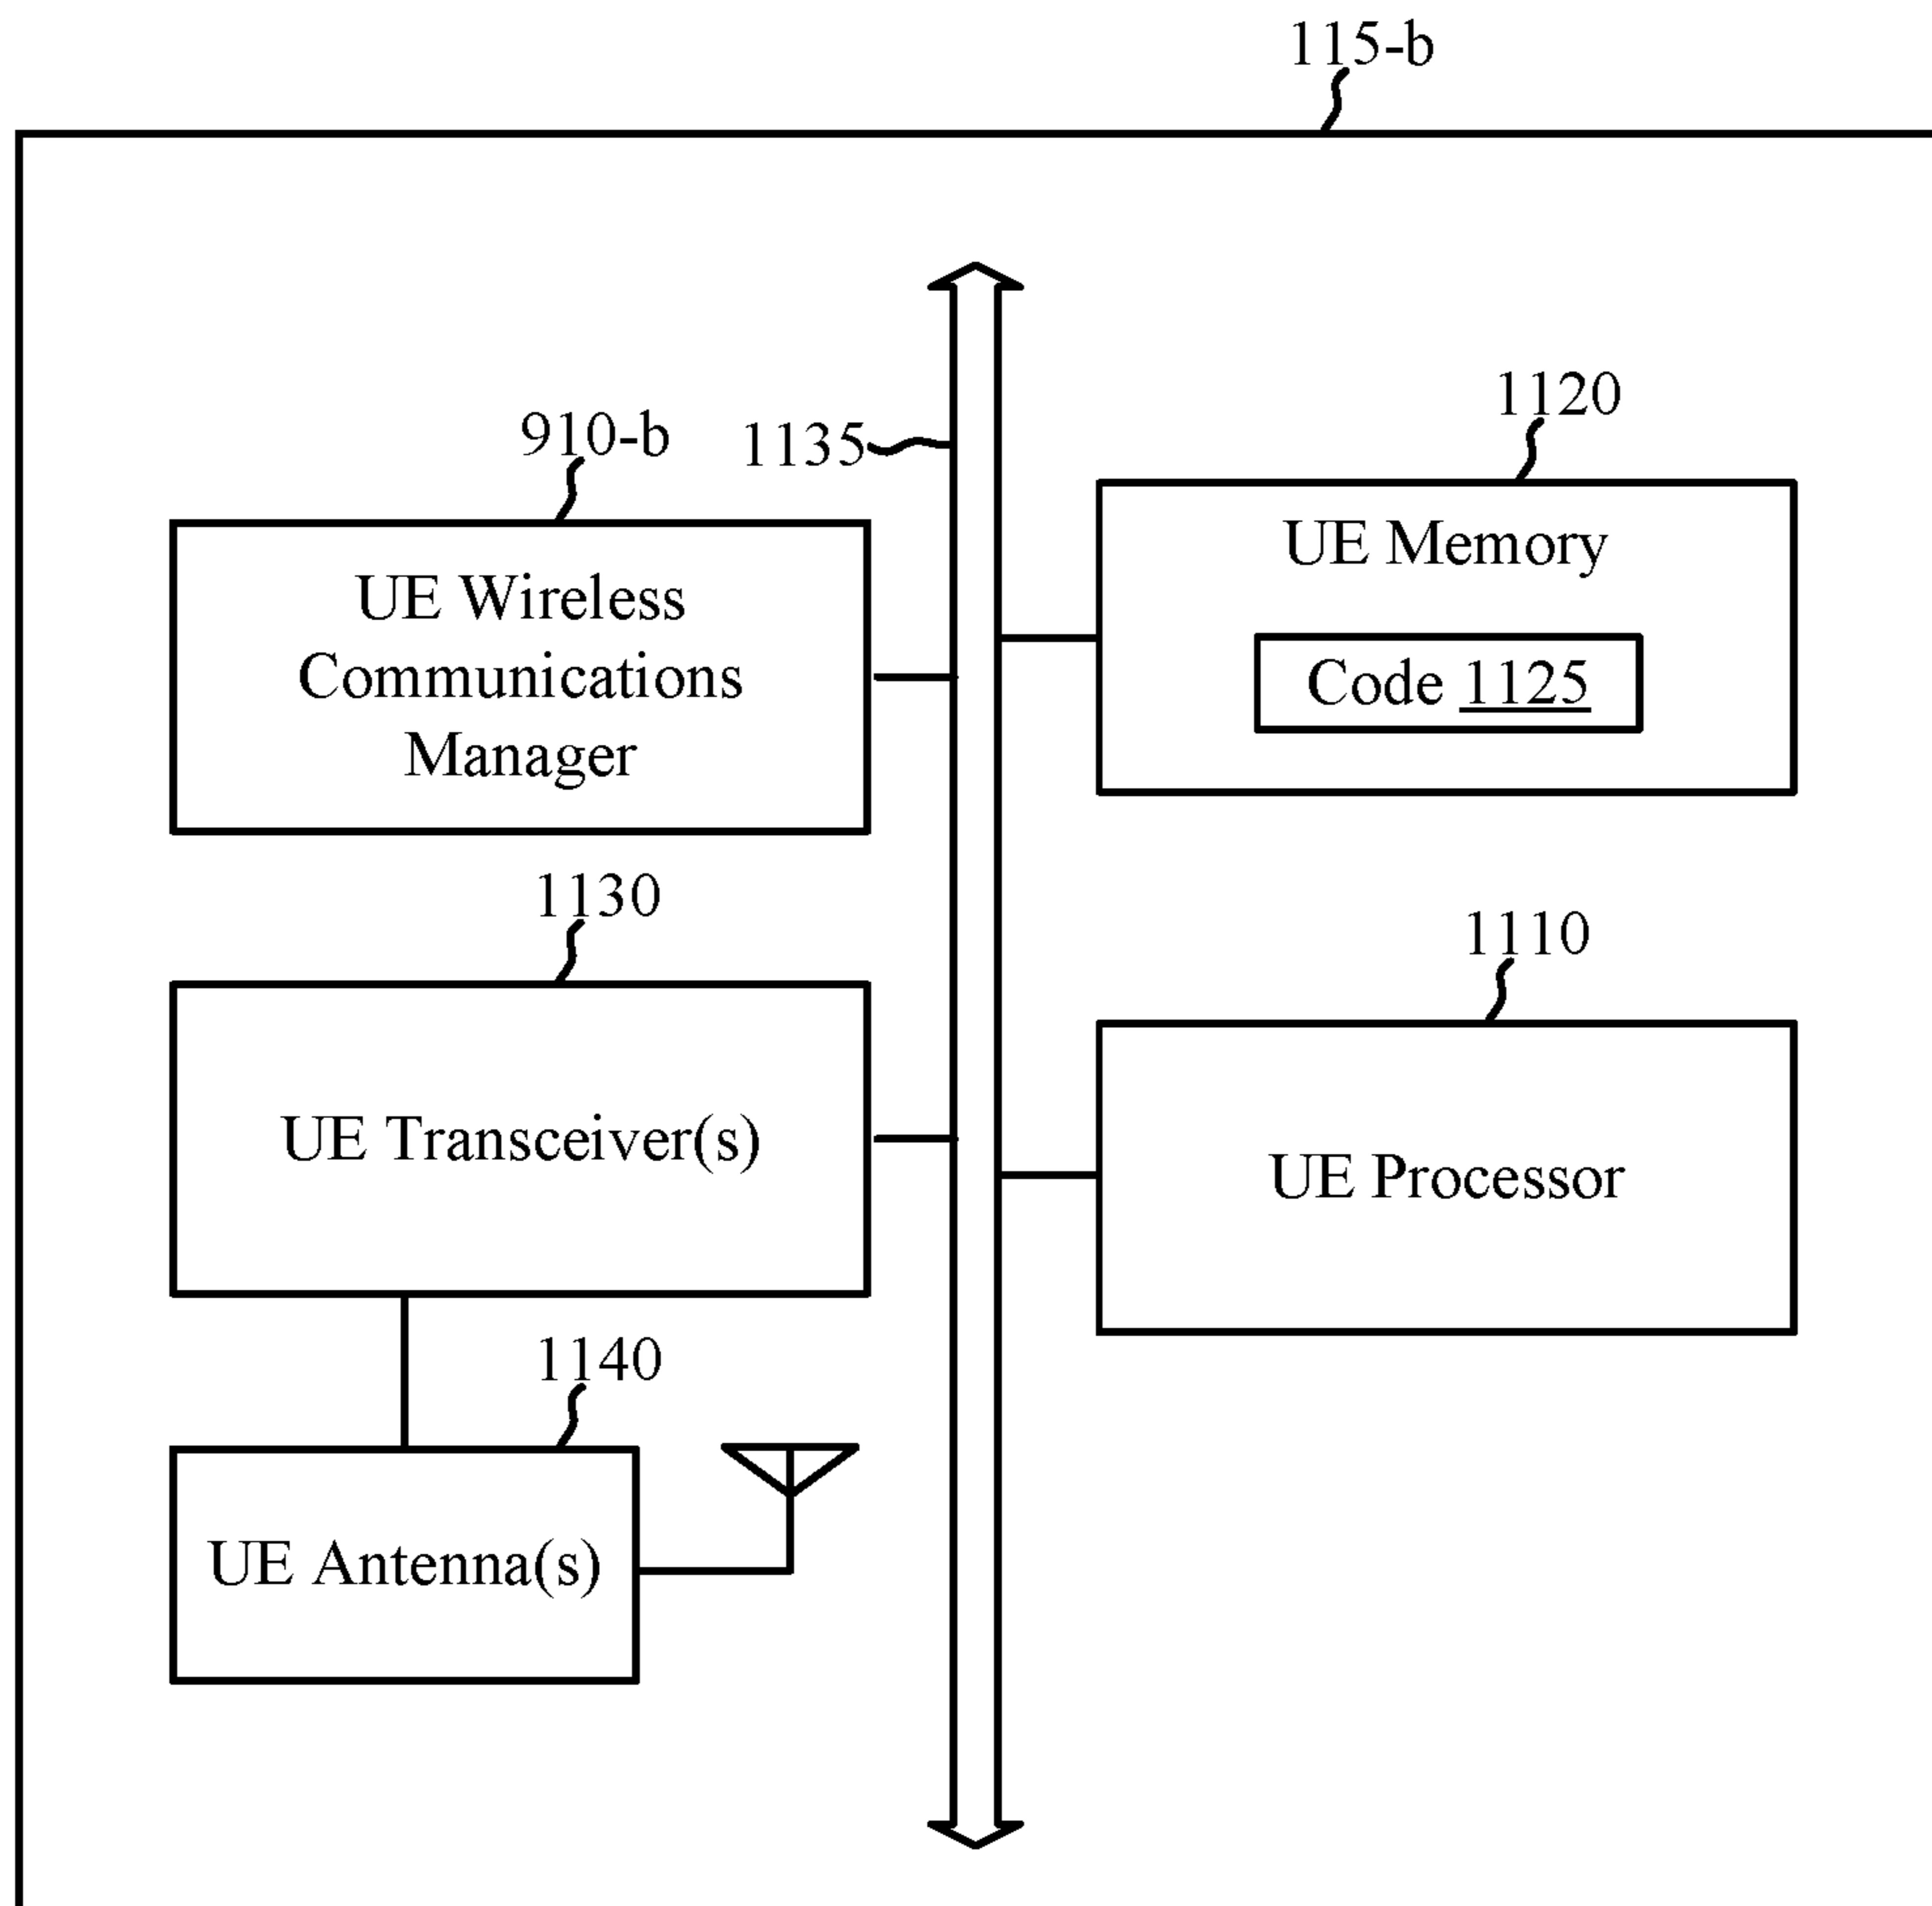 115-b
910-b
1135
1120
UE Wireless
Communications
Manager
UE Memory
Code 1125
1130
1110
UE Transceiver(s)
UE Processor
1140
UE Antenna(s)